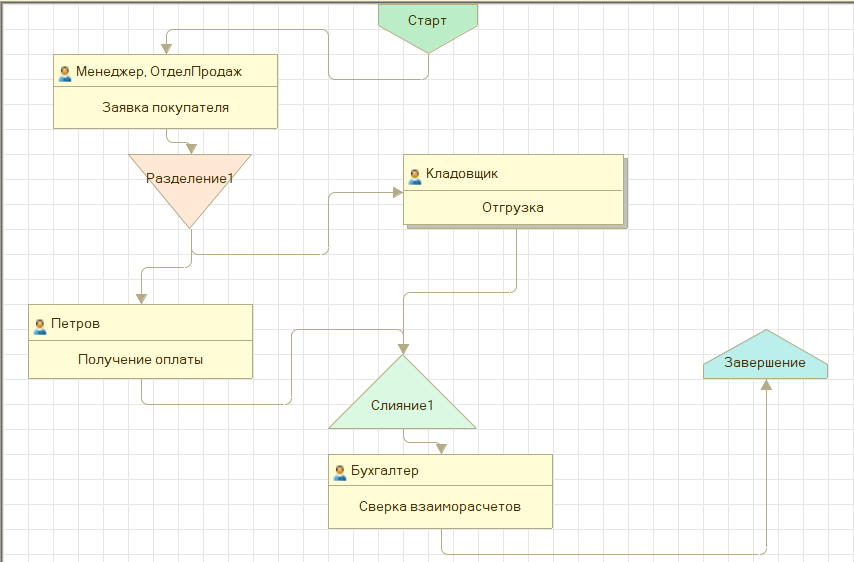 Старт
Менеджер, ОтделПродаж
Заявка покупателя
Разделение1
Кладовщик
Отгрузка
Петров
Получение оплаты
Слияние1
Завершение
Бухгалтер
Сверка взаиморасчетов